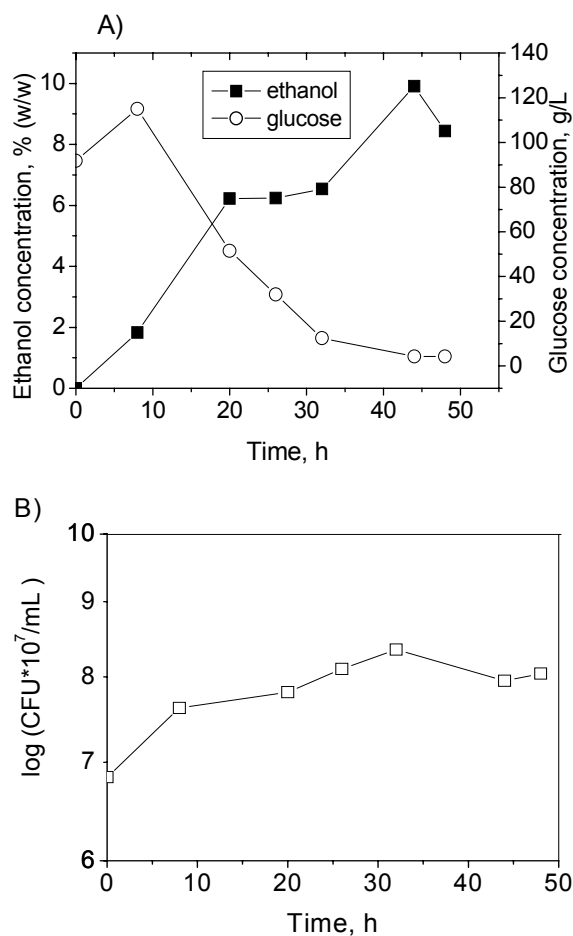 A)
Ethanol concentration, % (w/w)
10
8
6
4
2
0
ethanol
glucose
140
120
100
80
60
40
20
0
Glucose concentration, g/L
0 10 20 30 40 50
Time, h
B)
log (CFU*10^7/mL)
10
9
8
7
6
0 10 20 30 40 50
Time, h